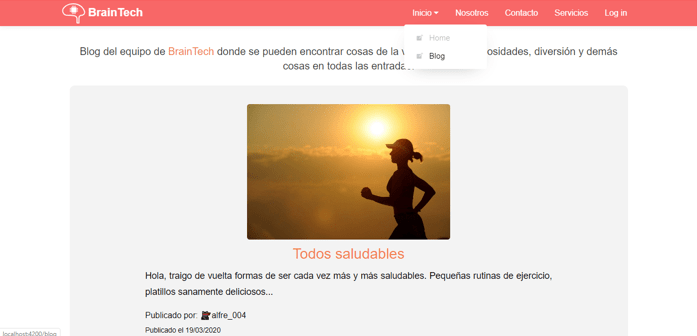 BrainTech
Inicio Nosotros Contacto Servicios Log in
Home
Blog
Blog del equipo de BrainTech donde se pueden encontrar cosas de la osidades, diversión y demás
cosas en todas las
Todos saludables
Hola, traigo de vuelta formas de ser cada vez más y más saludables. Pequeñas rutinas de ejercicio,
platillos sanamente deliciosos...
Publicado por: alfre_004
Publicado el 19/03/2020
localhost:4200/blog